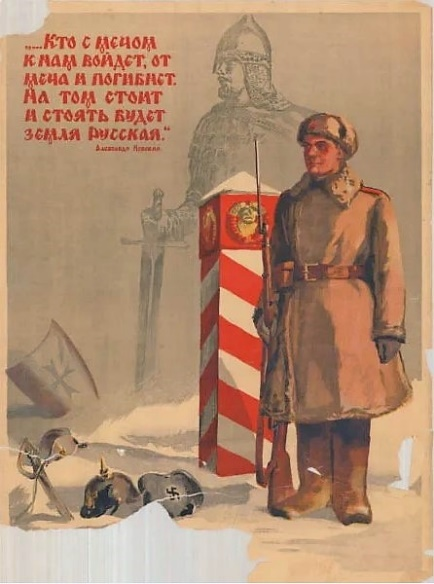 „...Кто с мечом
к нам войдет, от
меча и погибнет.
На том стоит
и стоять будет
земля Русская."
Александр Невский.